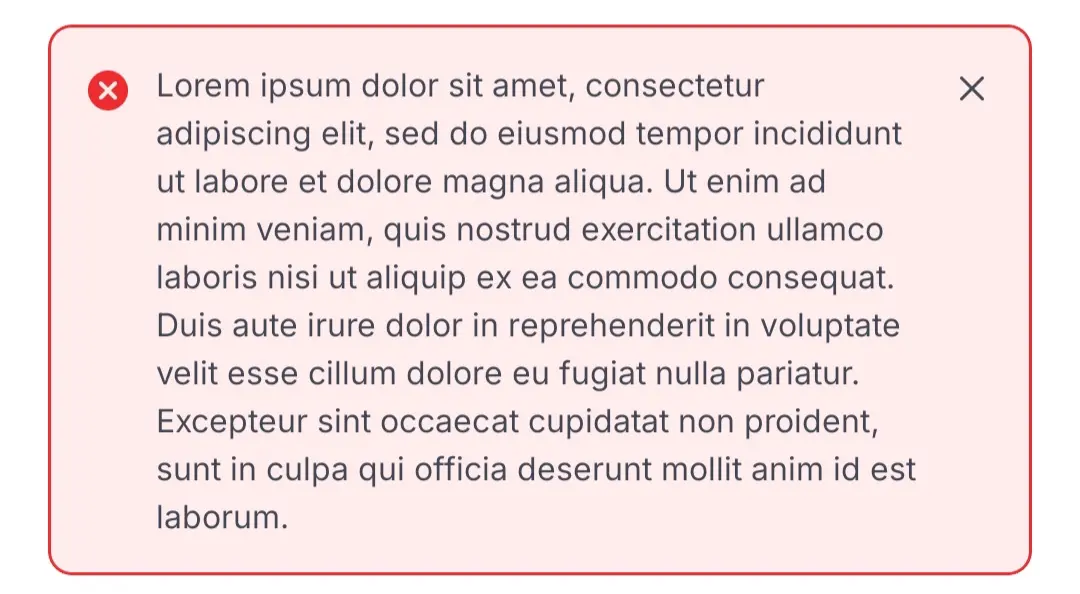 Lorem ipsum dolor sit amet, consectetur
adipiscing elit, sed do eiusmod tempor incididunt
ut labore et dolore magna aliqua. Ut enim ad
minim veniam, quis nostrud exercitation ullamco
laboris nisi ut aliquip ex ea commodo consequat.
Duis aute irure dolor in reprehenderit in voluptate
velit esse cillum dolore eu fugiat nulla pariatur.
Excepteur sint occaecat cupidatat non proident,
sunt in culpa qui officia deserunt mollit anim id est
laborum.